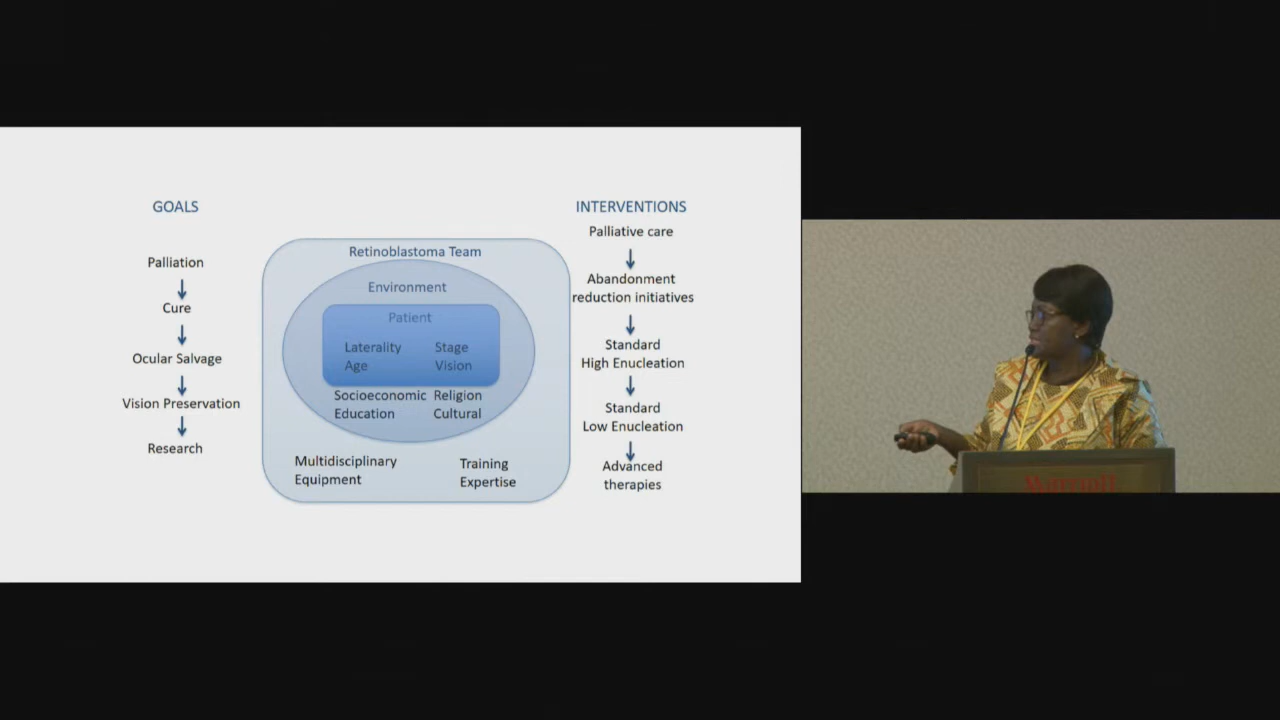 GOALS
Palliation
Cure
Ocular Salvage
Vision Preservation
Research
Retinoblastoma Team
Environment
Patient
Laterality Stage
Age Vision
Socioeconomic Religion
Education Cultural
Multidisciplinary Training
Equipment Expertise
INTERVENTIONS
Palliative care
Abandonment
reduction initiatives
Standard
High Enucleation
Standard
Low Enucleation
Advanced
therapies
Marriott